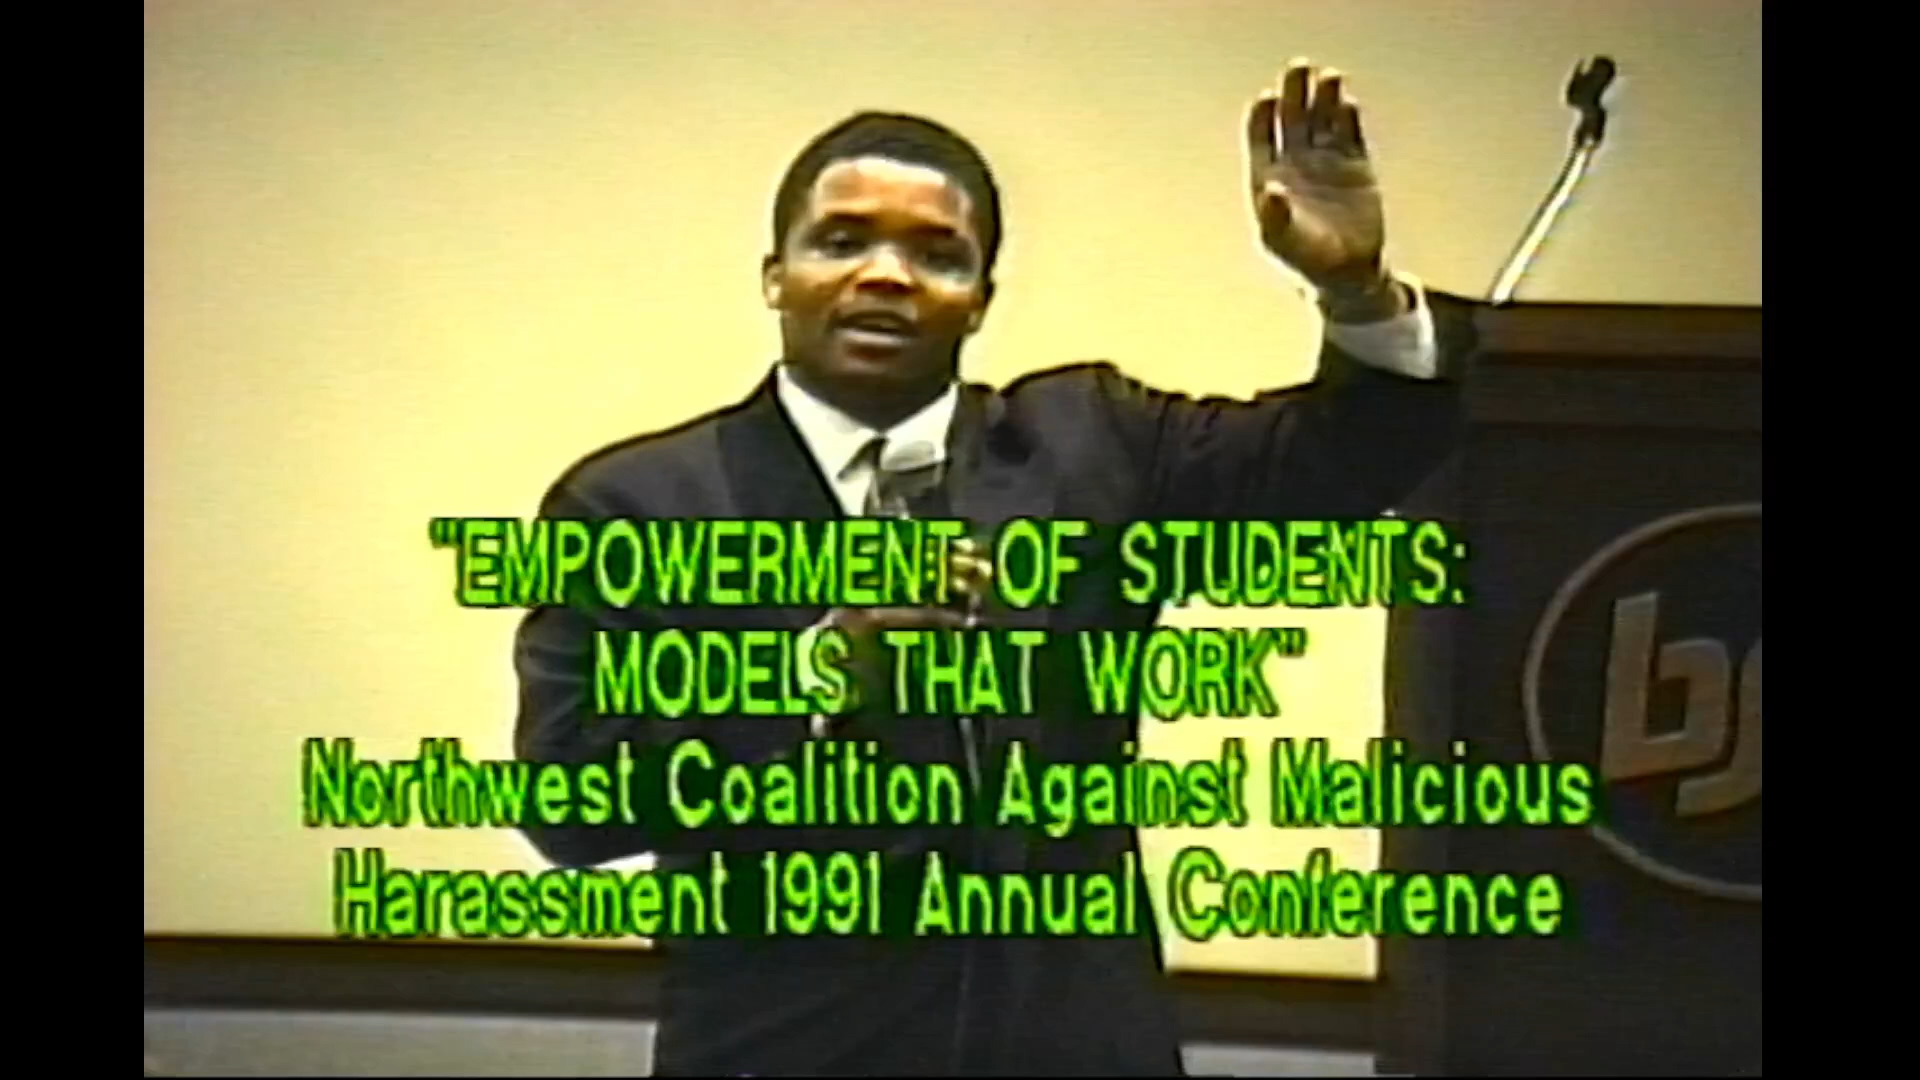 "EMPOWERMENT OF STUDENTS:
MODELS THAT WORK"
Northwest Coalition Against Malicious
Harassment 1991 Annual Conference